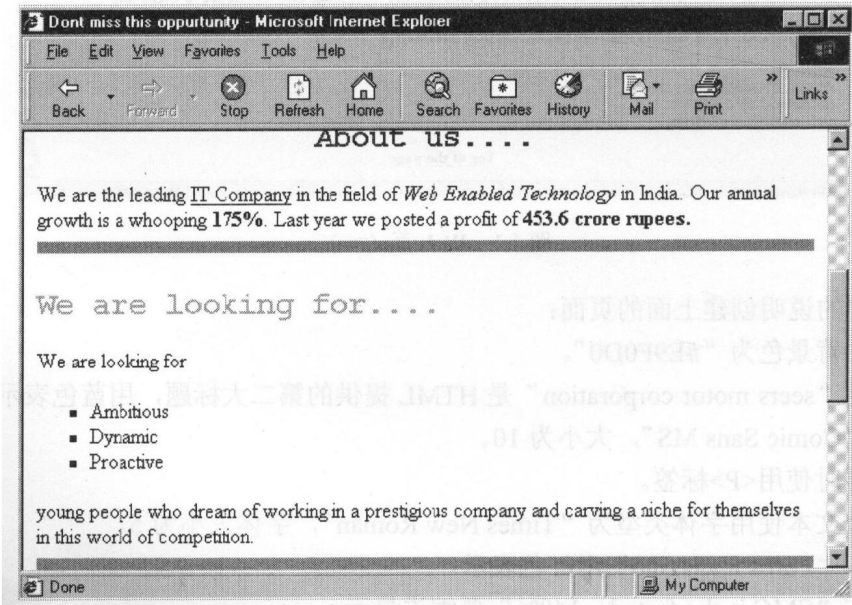 Dont miss this oppurtunity - Microsoft Internet Explorer
File Edit View Favorites Tools Help
Back Forward Stop Refresh Home Search Favorites History Mail Print » Links »
About us....
We are the leading IT Company in the field of Web Enabled Technology in India. Our annual
growth is a whooping 175%. Last year we posted a profit of 453.6 crore rupees.
We are looking for....
We are looking for
Ambitious
Dynamic
Proactive
young people who dream of working in a prestigious company and carving a niche for themselves
in this world of competition.
Done My Computer